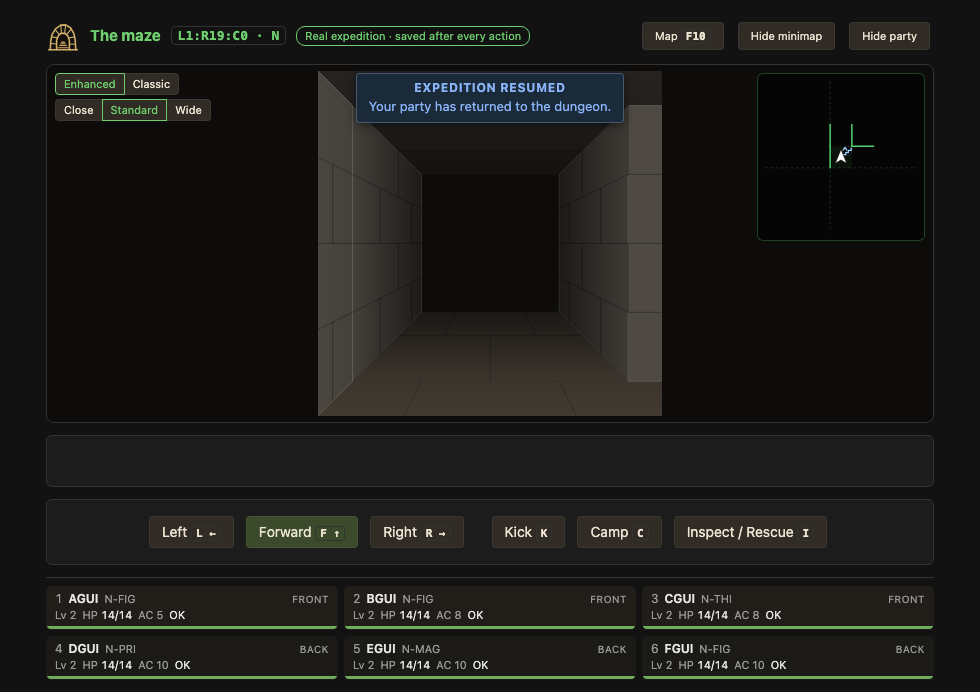 The maze L1:R19:C0 · N Real expedition · saved after every action Map F10 Hide minimap Hide party
Enhanced Classic
Close Standard Wide
EXPEDITION RESUMED
Your party has returned to the dungeon.
Left L ← Forward F ↑ Right R → Kick K Camp C Inspect / Rescue I
1 AGUI N-FIG FRONT
Lv 2 HP 14/14 AC 5 OK
2 BGUI N-FIG FRONT
Lv 2 HP 14/14 AC 8 OK
3 CGUI N-THI FRONT
Lv 2 HP 14/14 AC 8 OK
4 DGUI N-PRI BACK
Lv 2 HP 14/14 AC 10 OK
5 EGUI N-MAG BACK
Lv 2 HP 14/14 AC 10 OK
6 FGUI N-FIG BACK
Lv 2 HP 14/14 AC 10 OK